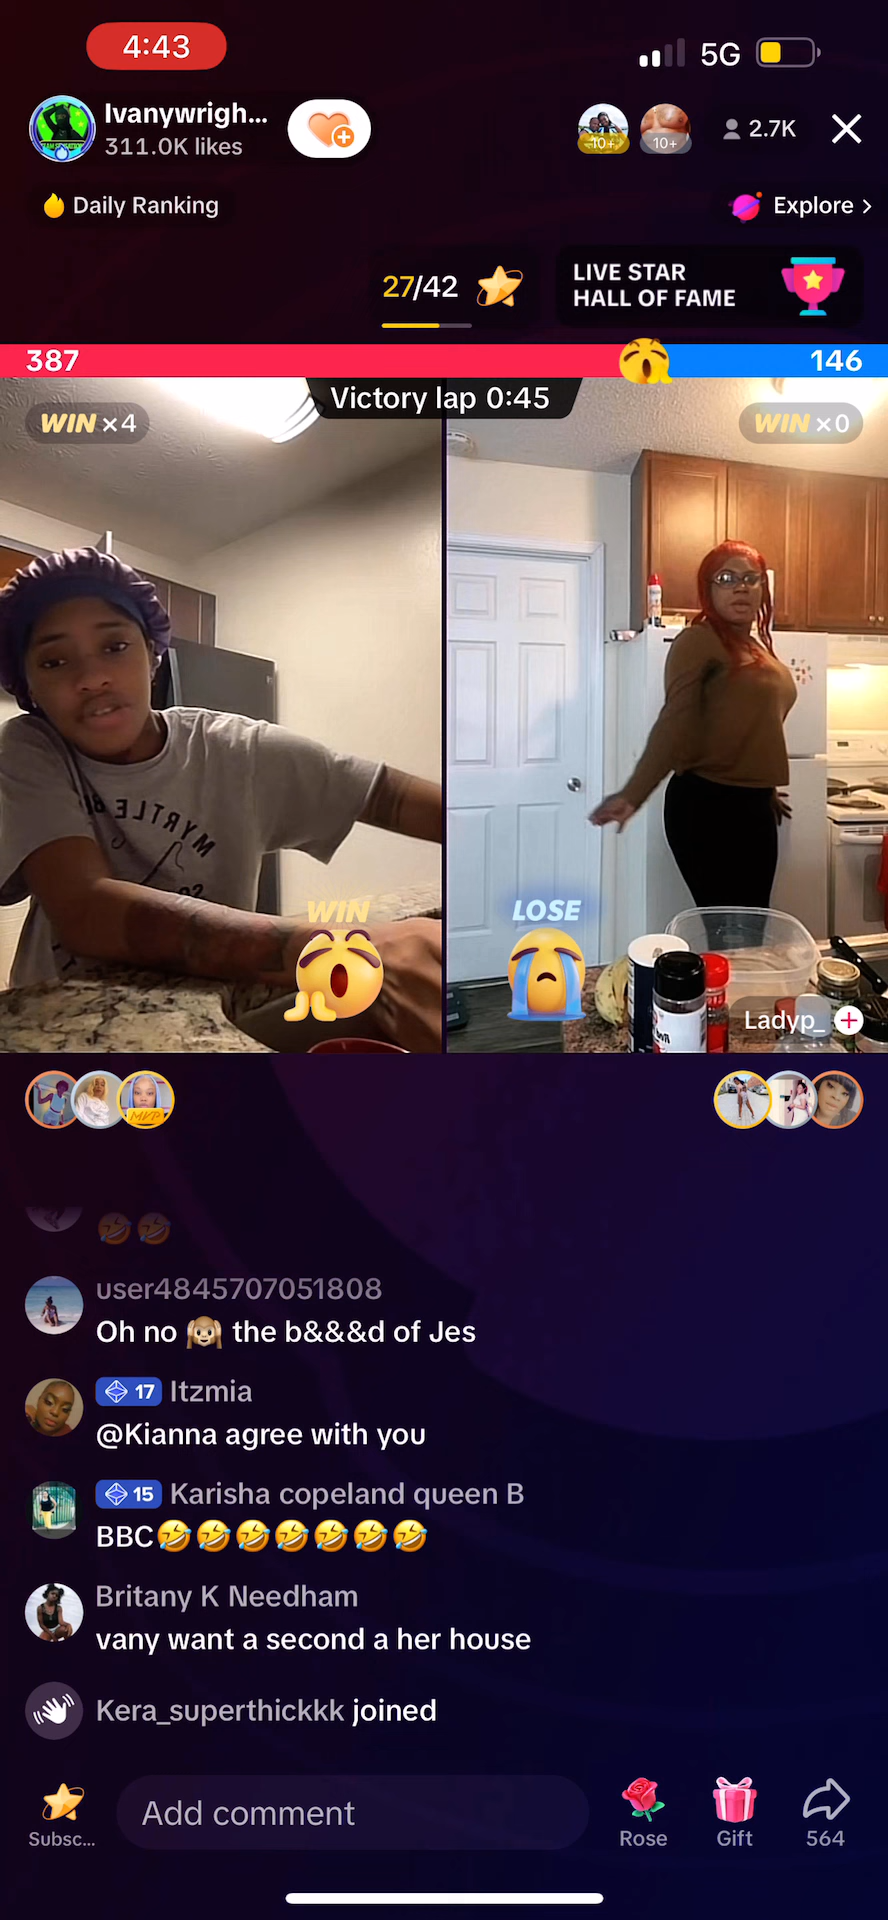 4:43
5G
Ivanywrigh...
311.0K likes
10+
10+
2.7K
Daily Ranking
Explore >
27/42
LIVE STAR
HALL OF FAME
387
146
Victory lap 0:45
WIN ×4
WIN ×0
MYRTLE
WIN
LOSE
Ladyp_
MVP
🤣🤣
user4845707051808
Oh no 🙉 the b&&&d of Jes
17 Itzmia
@Kianna agree with you
15 Karisha copeland queen B
BBC🤣🤣🤣🤣🤣🤣🤣
Britany K Needham
vany want a second a her house
Kera_superthickkk joined
Add comment
Subsc...
Rose
Gift
564